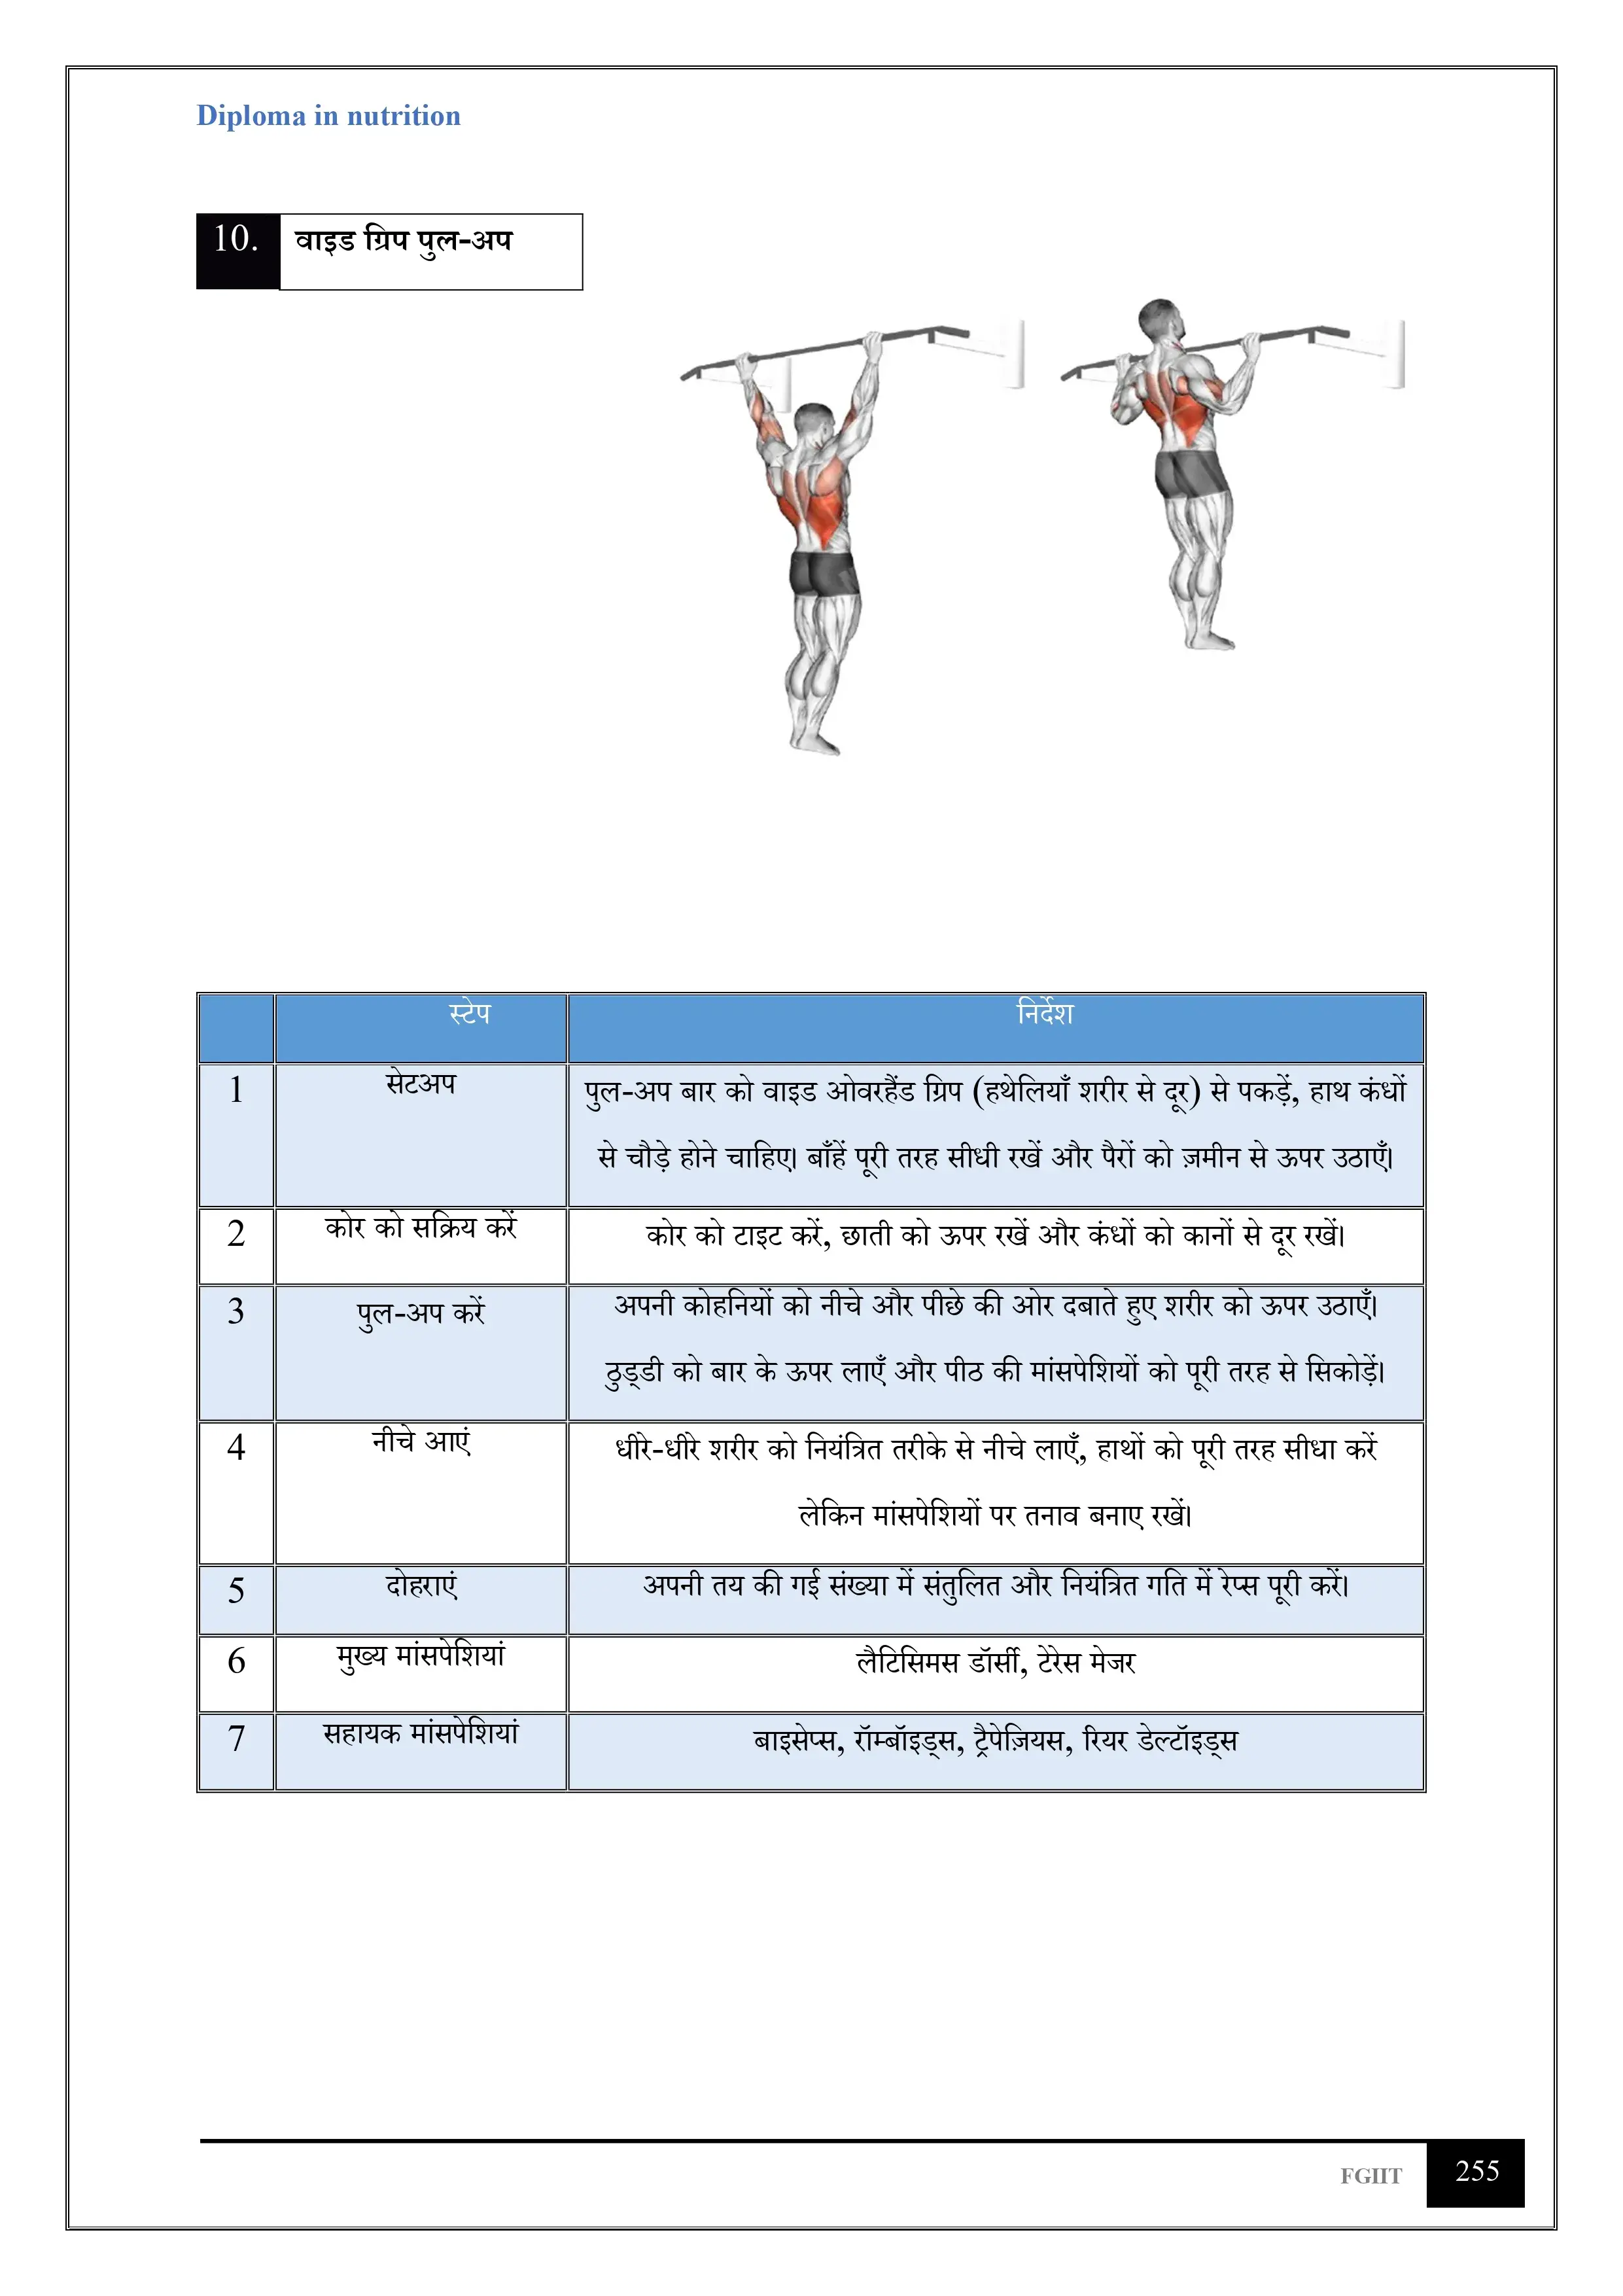 Diploma in nutrition
10. वाइड ग्रिप पुल-अप
स्टेप निर्देश
1 सेटअप पुल-अप बार को वाइड ओवरहैंड ग्रिप (हथेलियाँ शरीर से दूर) से पकड़ें, हाथ कंधों
से चौड़े होने चाहिए। बाँहें पूरी तरह सीधी रखें और पैरों को ज़मीन से ऊपर उठाएँ।
2 कोर को सक्रिय करें कोर को टाइट करें, छाती को ऊपर रखें और कंधों को कानों से दूर रखें।
3 पुल-अप करें अपनी कोहनियों को नीचे और पीछे की ओर दबाते हुए शरीर को ऊपर उठाएँ।
ठुड्डी को बार के ऊपर लाएँ और पीठ की मांसपेशियों को पूरी तरह से सिकोड़ें।
4 नीचे आएं धीरे-धीरे शरीर को नियंत्रित तरीके से नीचे लाएँ, हाथों को पूरी तरह सीधा करें
लेकिन मांसपेशियों पर तनाव बनाए रखें।
5 दोहराएं अपनी तय की गई संख्या में संतुलित और नियंत्रित गति में रेप्स पूरी करें।
6 मुख्य मांसपेशियां लैटिसिमस डॉर्सी, टेरेस मेजर
7 सहायक मांसपेशियां बाइसेप्स, रॉम्बॉइड्स, ट्रैपेज़ियस, रियर डेल्टॉइड्स
FGIIT 255